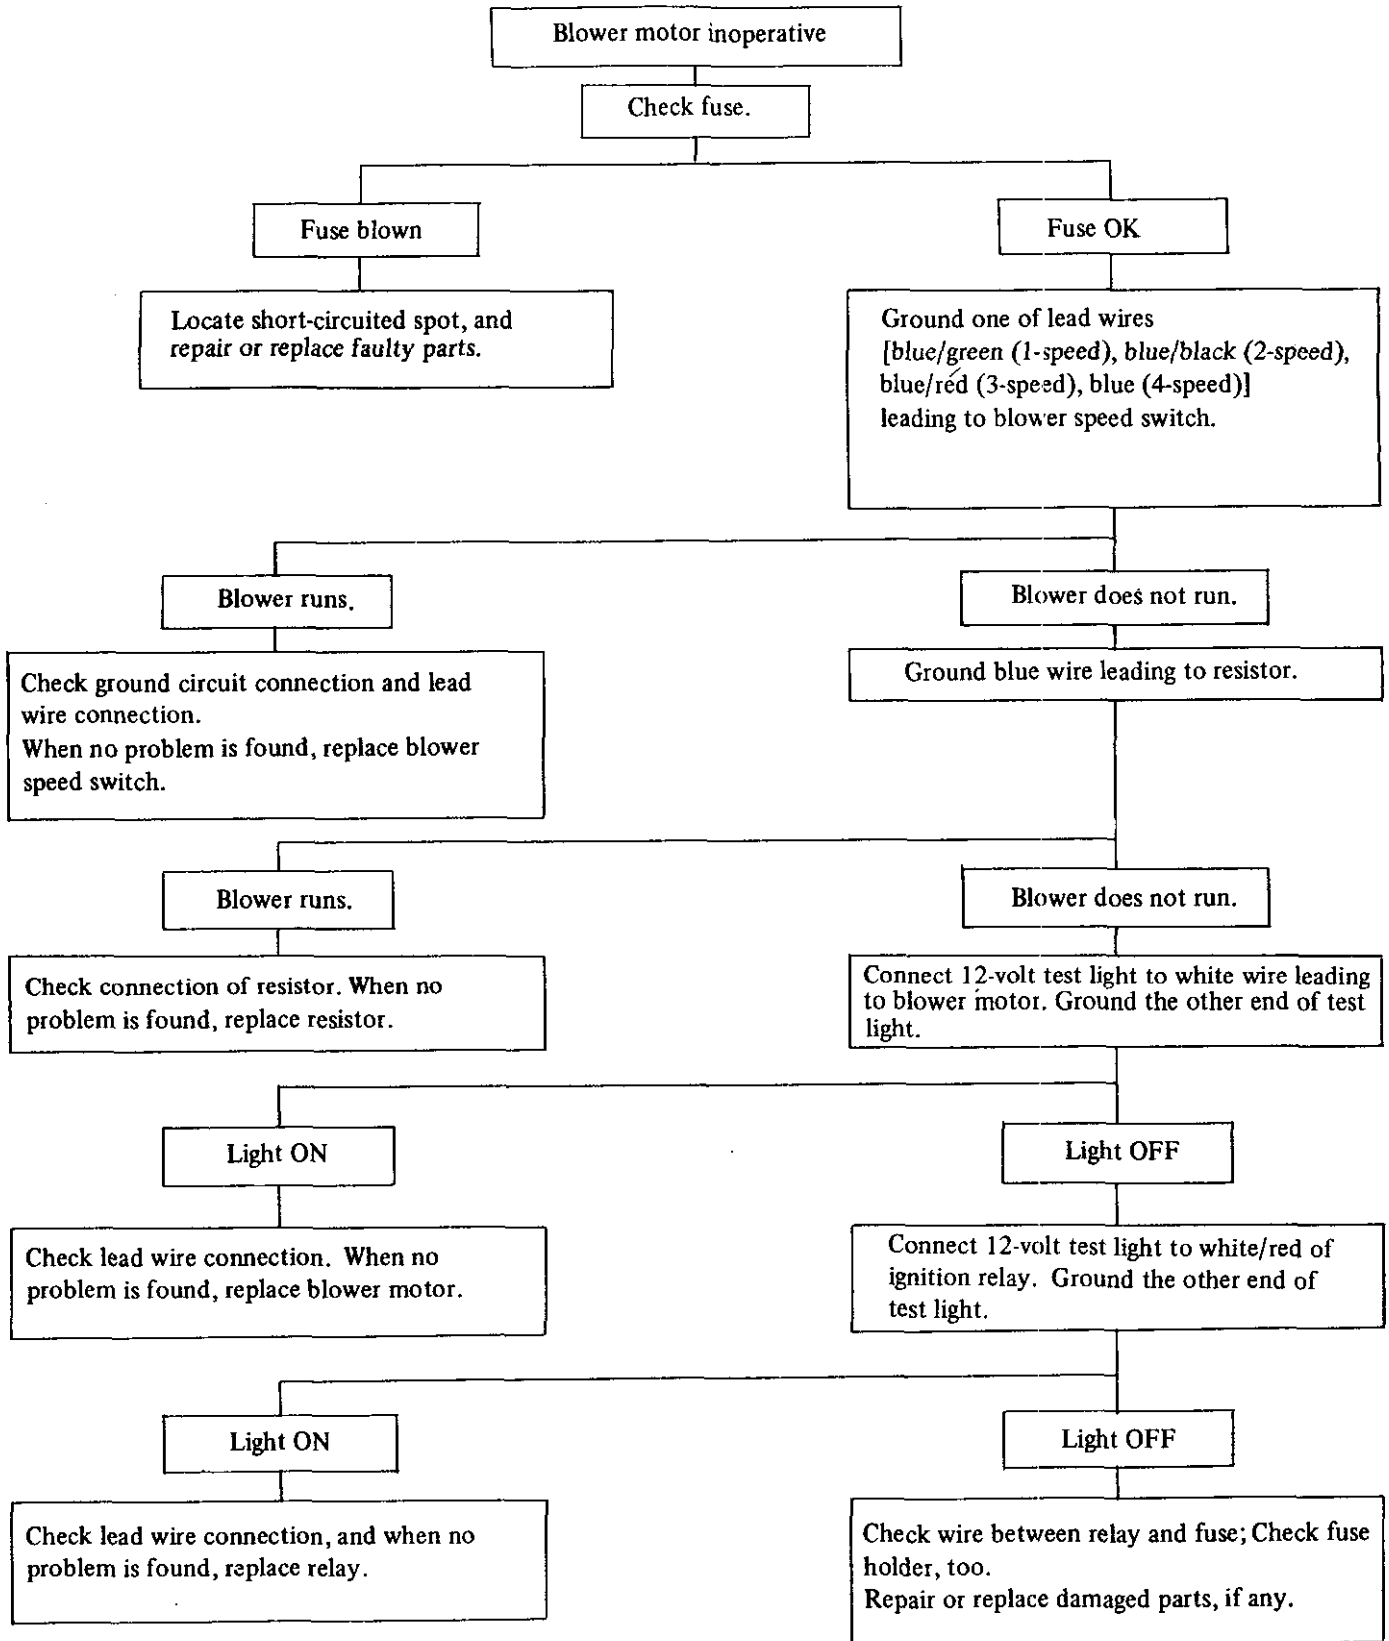 Blower motor inoperative
Check fuse.
Fuse blown
Fuse OK
Locate short-circuited spot, and
repair or replace faulty parts.
Ground one of lead wires
[blue/green (1-speed), blue/black (2-speed),
blue/red (3-speed), blue (4-speed)]
leading to blower speed switch.
Blower runs.
Blower does not run.
Check ground circuit connection and lead
wire connection.
When no problem is found, replace blower
speed switch.
Ground blue wire leading to resistor.
Blower runs.
Blower does not run.
Check connection of resistor. When no
problem is found, replace resistor.
Connect 12-volt test light to white wire leading
to blower motor. Ground the other end of test
light.
Light ON
Light OFF
Check lead wire connection. When no
problem is found, replace blower motor.
Connect 12-volt test light to white/red of
ignition relay. Ground the other end of
test light.
Light ON
Light OFF
Check lead wire connection, and when no
problem is found, replace relay.
Check wire between relay and fuse; Check fuse
holder, too.
Repair or replace damaged parts, if any.